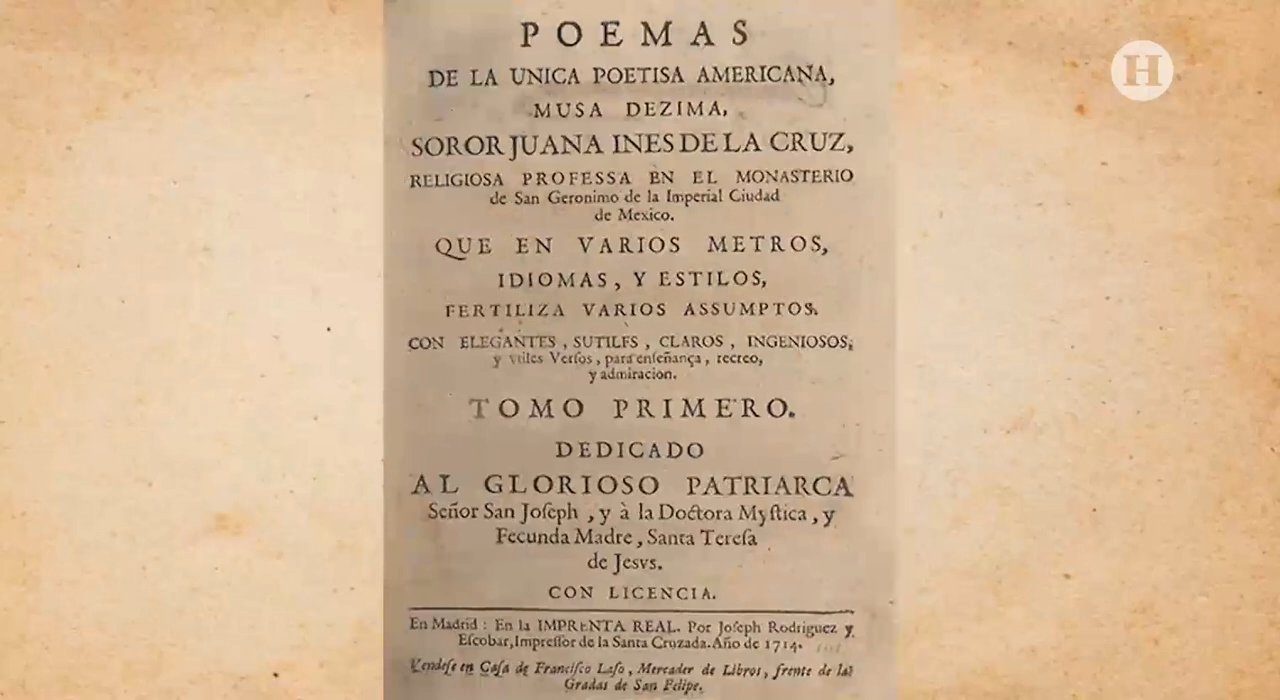 POEMAS
DE LA UNICA POETISA AMERICANA,
MUSA DEZIMA,
SOROR JUANA INES DE LA CRUZ,
RELIGIOSA PROFESSA EN EL MONASTERIO
de San Geronimo de la Imperial Ciudad
de Mexico.
QUE EN VARIOS METROS,
IDIOMAS, Y ESTILOS,
FERTILIZA VARIOS ASSUMPTOS.
CON ELEGANTES, SUTILES, CLAROS, INGENIOSOS,
y vtiles Verſos, para enſeñança, recreo,
y admiracion.
TOMO PRIMERO.
DEDICADO
AL GLORIOSO PATRIARCA
Señor San Joſeph, y à la Doctora Myſtica, y
Fecunda Madre, Santa Tereſa
de Jesvs.
CON LICENCIA.
En Madrid: En la IMPRENTA REAL. Por Joſeph Rodriguez y
Eſcobar, Impreſſor de la Santa Cruzada. Año de 1714.
Vendeſe en Caſa de Franciſco Laſo, Mercader de Libros, frente de las
Gradas de San Felipe.
H